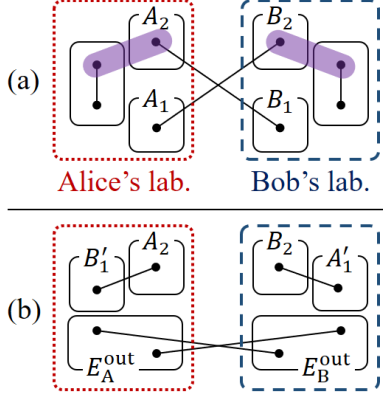 (a)
A₂ B₂
A₁ B₁
Alice's lab. Bob's lab.
(b)
B′₁ A₂ B₂ A′₁
E_A^out E_B^out